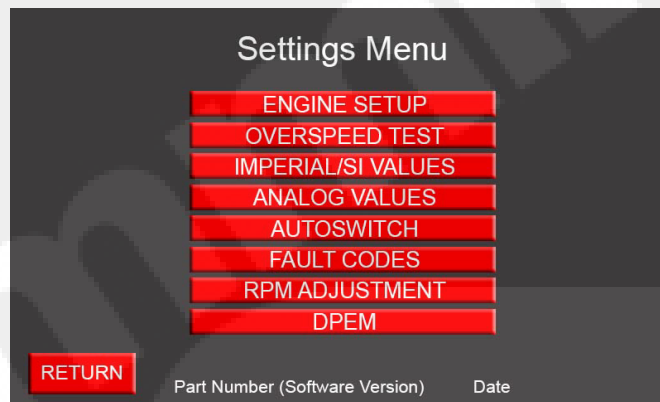 Settings Menu
ENGINE SETUP
OVERSPEED TEST
IMPERIAL/SI VALUES
ANALOG VALUES
AUTOSWITCH
FAULT CODES
RPM ADJUSTMENT
DPEM
RETURN
Part Number (Software Version) Date